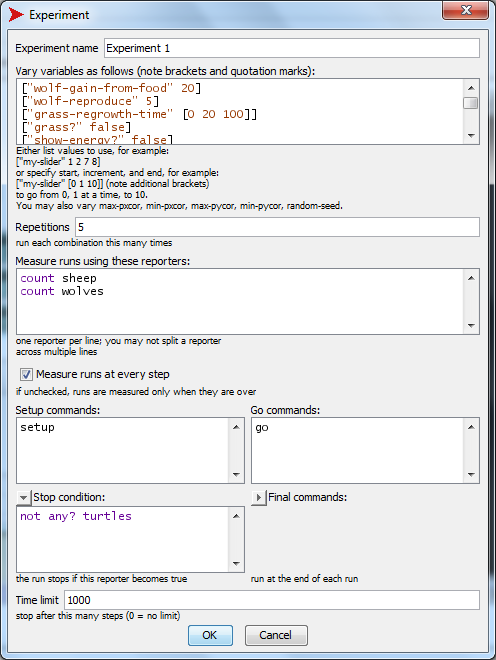 Experiment
Experiment name Experiment 1
Vary variables as follows (note brackets and quotation marks):
["wolf-gain-from-food" 20]
["wolf-reproduce" 5]
["grass-regrowth-time" [0 20 100]]
["grass?" false]
["show-energy?" false]
Either list values to use, for example:
["my-slider" 1 2 7 8]
or specify start, increment, and end, for example:
["my-slider" [0 1 10]] (note additional brackets)
to go from 0, 1 at a time, to 10.
You may also vary max-pxcor, min-pxcor, max-pycor, min-pycor, random-seed.
Repetitions 5
run each combination this many times
Measure runs using these reporters:
count sheep
count wolves
one reporter per line; you may not split a reporter
across multiple lines
Measure runs at every step
if unchecked, runs are measured only when they are over
Setup commands: Go commands:
setup go
Stop condition: Final commands:
not any? turtles
the run stops if this reporter becomes true run at the end of each run
Time limit 1000
stop after this many steps (0 = no limit)
OK Cancel